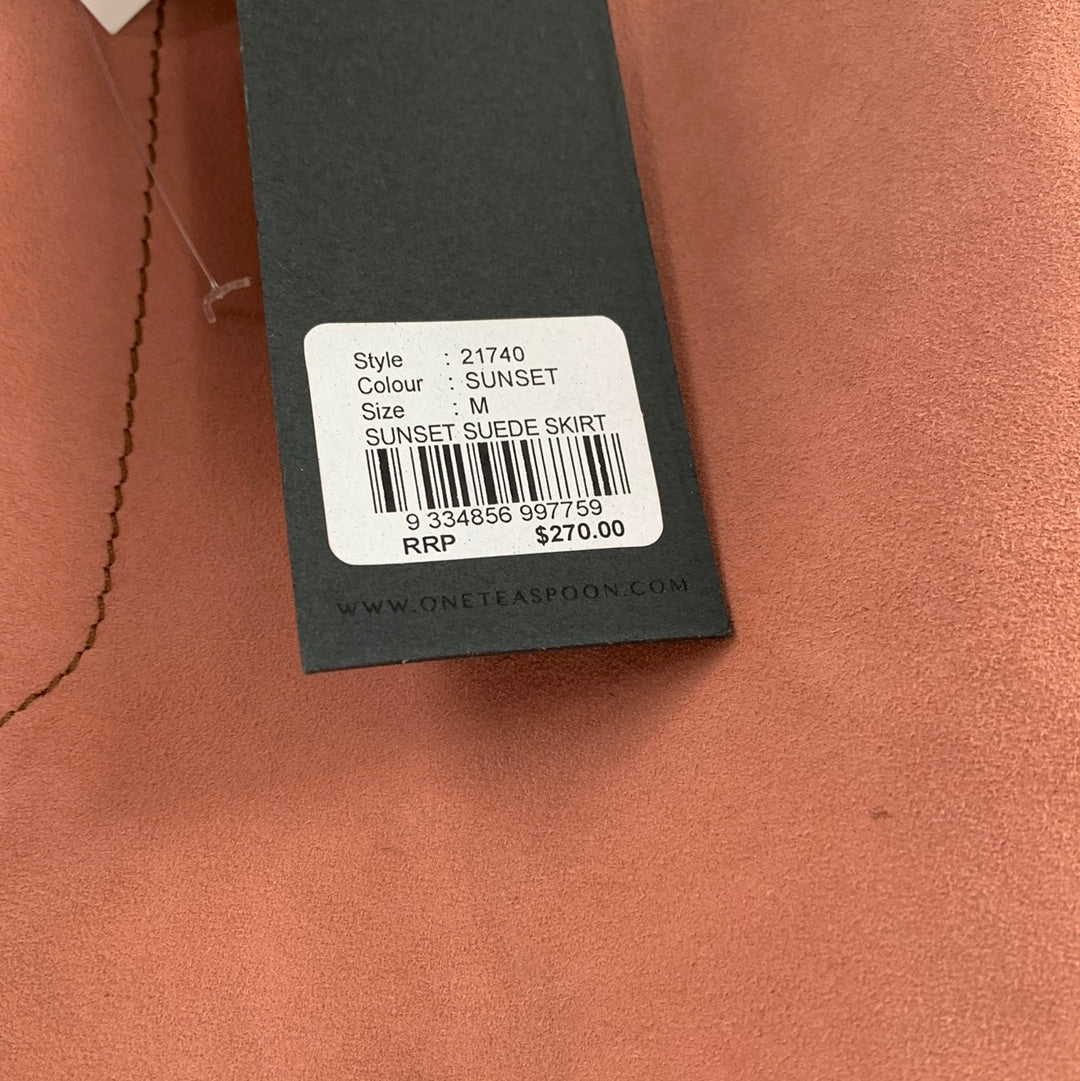 Style : 21740
Colour : SUNSET
Size : M
SUNSET SUEDE SKIRT
9 334856 997759
RRP $270.00
WWW.ONETEASPOON.COM